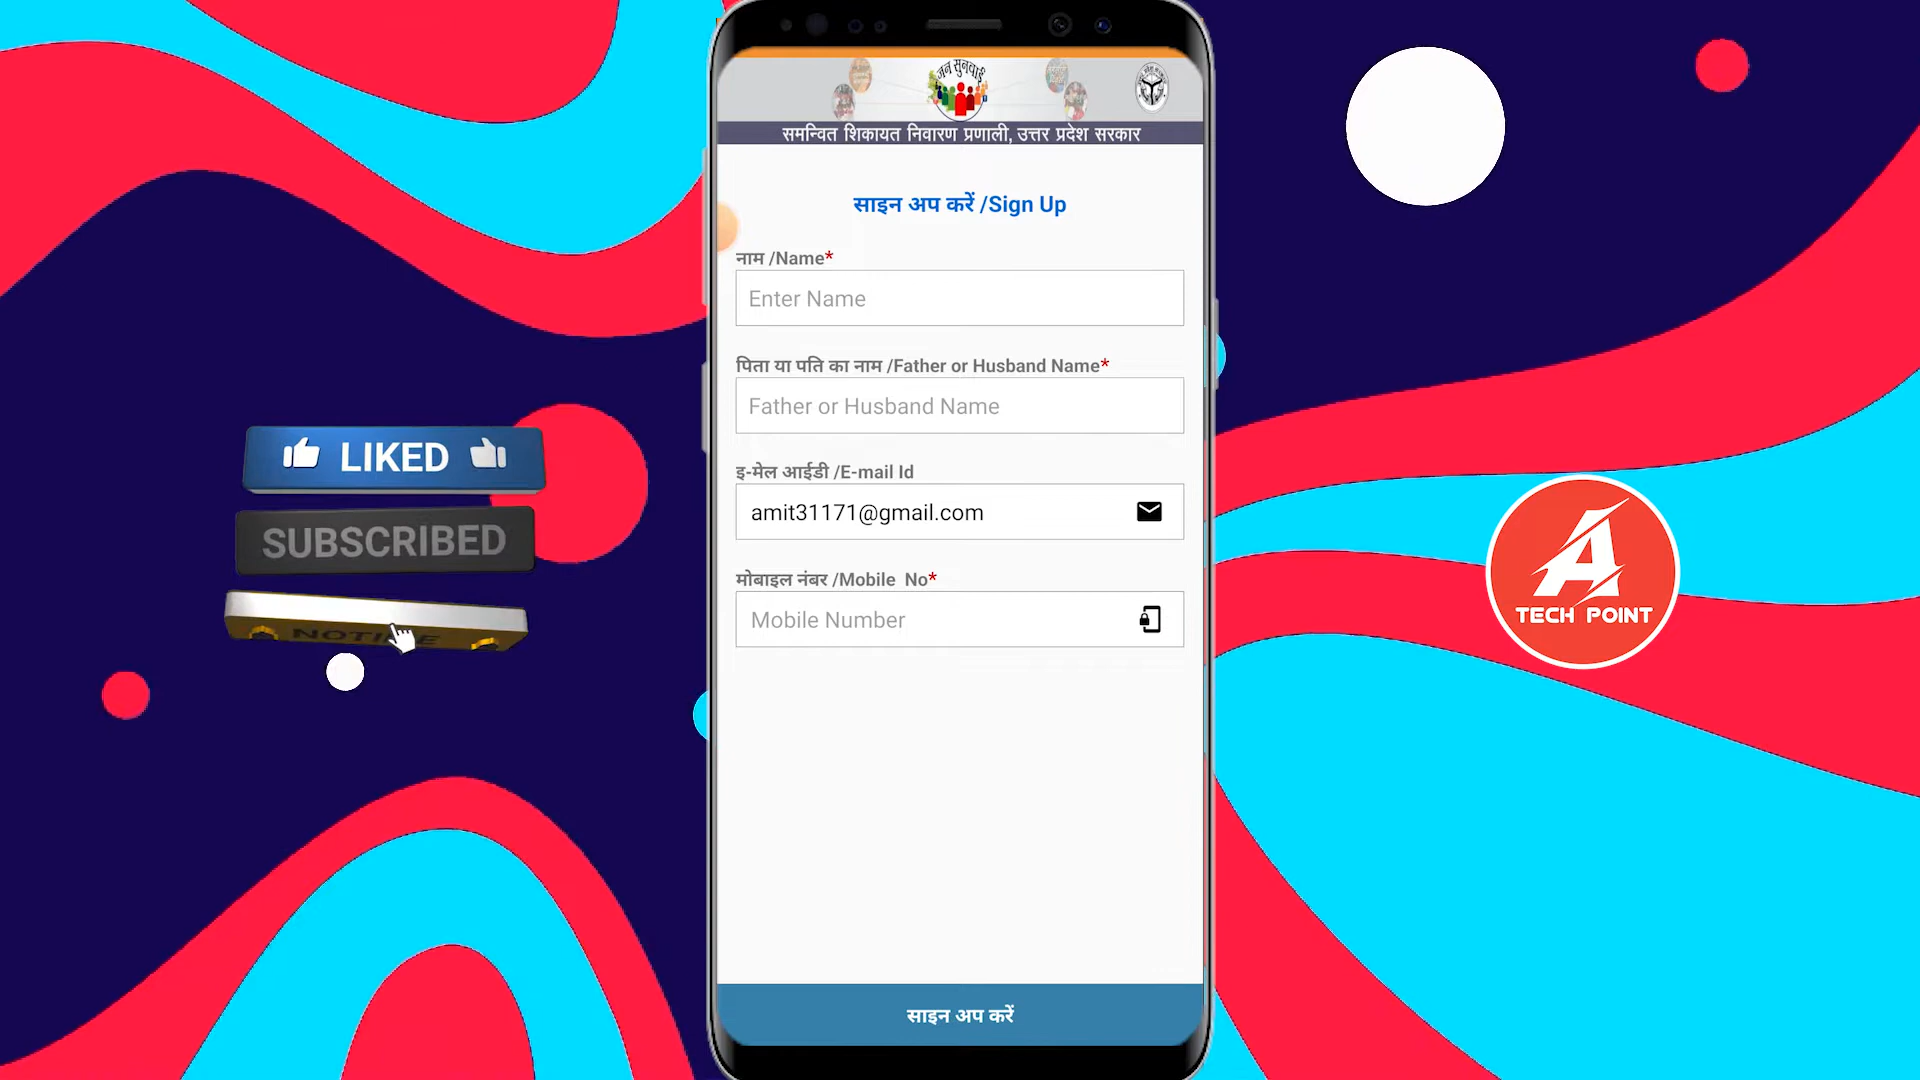 जन सुनवाई
समन्वित शिकायत निवारण प्रणाली, उत्तर प्रदेश सरकार
साइन अप करें /Sign Up
नाम /Name*
Enter Name
पिता या पति का नाम /Father or Husband Name*
Father or Husband Name
इ-मेल आईडी /E-mail Id
amit31171@gmail.com
मोबाइल नंबर /Mobile No*
Mobile Number
साइन अप करें
LIKED
SUBSCRIBED
A
TECH POINT